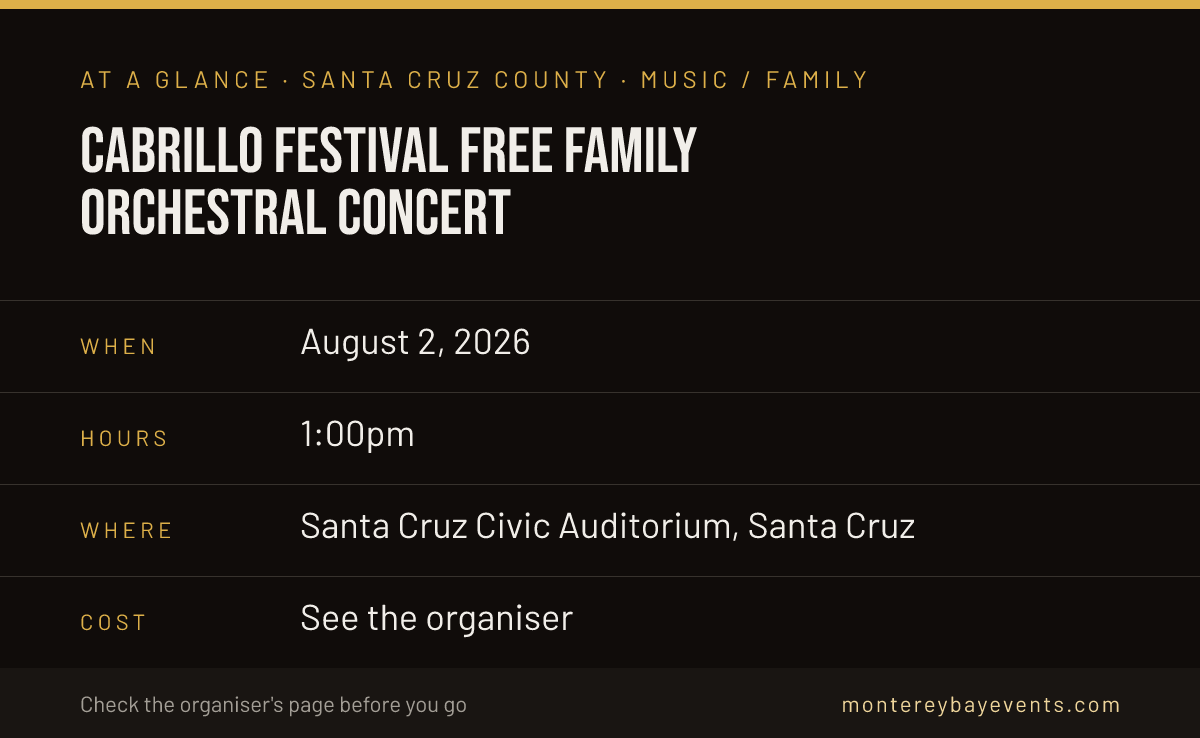 AT A GLANCE · SANTA CRUZ COUNTY · MUSIC / FAMILY
CABRILLO FESTIVAL FREE FAMILY
ORCHESTRAL CONCERT
WHEN August 2, 2026
HOURS 1:00pm
WHERE Santa Cruz Civic Auditorium, Santa Cruz
COST See the organiser
Check the organiser's page before you go montereybayevents.com